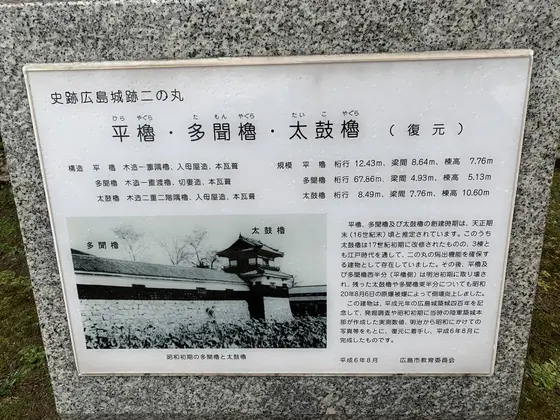 史跡広島城跡二の丸
ひら やぐら たもん やぐら たいこ やぐら
平櫓・多聞櫓・太鼓櫓 (復元)
構造 平櫓 木造一重隅櫓、入母屋造、本瓦葺
多聞櫓 木造一重渡櫓、切妻造、本瓦葺
太鼓櫓 木造二重二階隅櫓、入母屋造、本瓦葺
規模 平櫓 桁行 12.43m、梁間 8.64m、棟高 7.76m
多聞櫓 桁行 67.86m、梁間 4.93m、棟高 5.13m
太鼓櫓 桁行 8.49m、梁間 7.76m、棟高 10.60m
多聞櫓
太鼓櫓
昭和初期の多聞櫓と太鼓櫓
平櫓、多聞櫓及び太鼓櫓の創建時期は、天正期
末(16世紀末)頃と推定されています。このうち
太鼓櫓は17世紀初期に改修されたものの、3棟と
も江戸時代を通して、二の丸の馬出機能を確保す
る建物として存在していました。その後、平櫓及
び多聞櫓西半分(平櫓側)は明治初期に取り壊さ
れ、残った太鼓櫓や多聞櫓東半分についても昭和
20年8月6日の原爆被爆によって倒壊炎上しました。
この建物は、平成元年の広島城築城四百年を記
念して、発掘調査や昭和初期に当時の陸軍築城本
部が作成した実測数値、明治から昭和にかけての
写真等をもとに、復元に着手し、平成6年8月に
完成したものです。
平成6年8月 広島市教育委員会